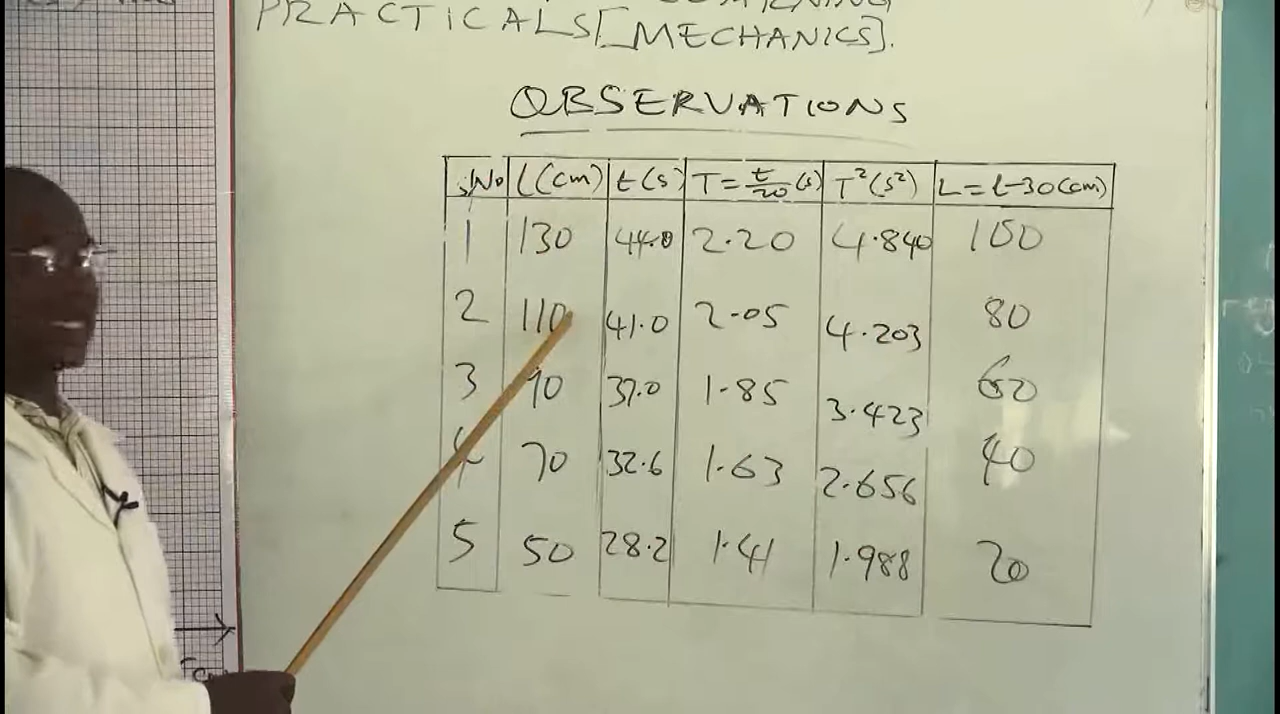 PRACTICALS [MECHANICS].
OBSERVATIONS
S.No l(cm) t(s) T=t/20(s) T²(s²) L=l-30(cm)
1 130 44.0 2.20 4.840 100
2 110 41.0 2.05 4.203 80
3 90 37.0 1.85 3.423 60
4 70 32.6 1.63 2.656 40
5 50 28.2 1.41 1.988 20